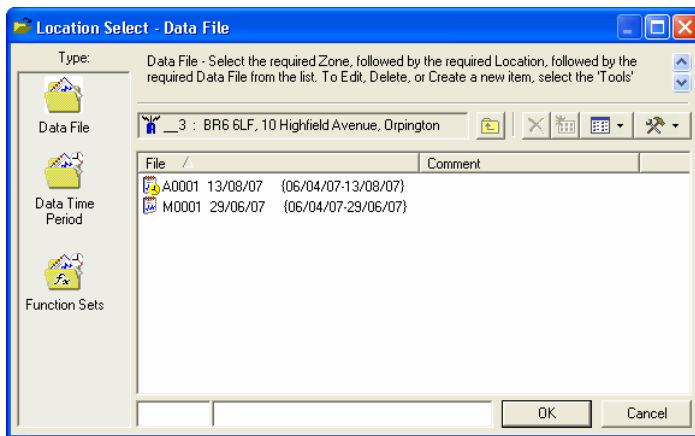 Location Select - Data File
Type:
Data File - Select the required Zone, followed by the required Location, followed by the
required Data File from the list. To Edit, Delete, or Create a new item, select the 'Tools'
Data File
__3 : BR6 6LF, 10 Highfield Avenue, Orpington
File
Comment
A0001 13/08/07 {06/04/07-13/08/07}
M0001 29/06/07 {06/04/07-29/06/07}
Data Time
Period
fx
Function Sets
OK
Cancel